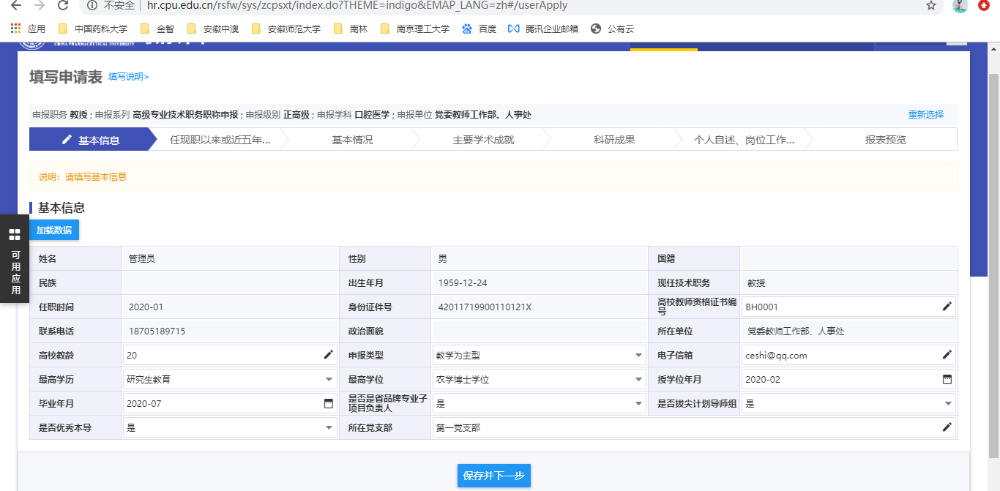 不安全 hr.cpu.edu.cn/rsfw/sys/zcpsxt/index.do?THEME=indigo&EMAP_LANG=zh#/userApply
应用 中国药科大学 金智 安徽中澳 安徽师范大学 南林 南京理工大学 百度 腾讯企业邮箱 公有云
CHINA PHARMACEUTICAL UNIVERSITY
填写申请表 填写说明>
申报职务 教授 ; 申报系列 高级专业技术职务职称申报 ; 申报级别 正高级 ; 申报学科 口腔医学 ; 申报单位 党委教师工作部、人事处 重新选择
基本信息 任现职以来或近五年... 基本情况 主要学术成就 科研成果 个人自述、岗位工作... 报表预览
说明：请填写基本信息
基本信息
加载数据
可用应用
姓名 管理员 性别 男 国籍
民族 出生年月 1959-12-24 现任技术职务 教授
任职时间 2020-01 身份证件号 42011719900110121X 高校教师资格证书编号 BH0001
联系电话 18705189715 政治面貌 所在单位 党委教师工作部、人事处
高校教龄 20 申报类型 教学为主型 电子信箱 ceshi@qq.com
最高学历 研究生教育 最高学位 农学博士学位 授学位年月 2020-02
毕业年月 2020-07 是否是省品牌专业子项目负责人 是 是否拔尖计划导师组 是
是否优秀本导 是 所在党支部 第一党支部
保存并下一步